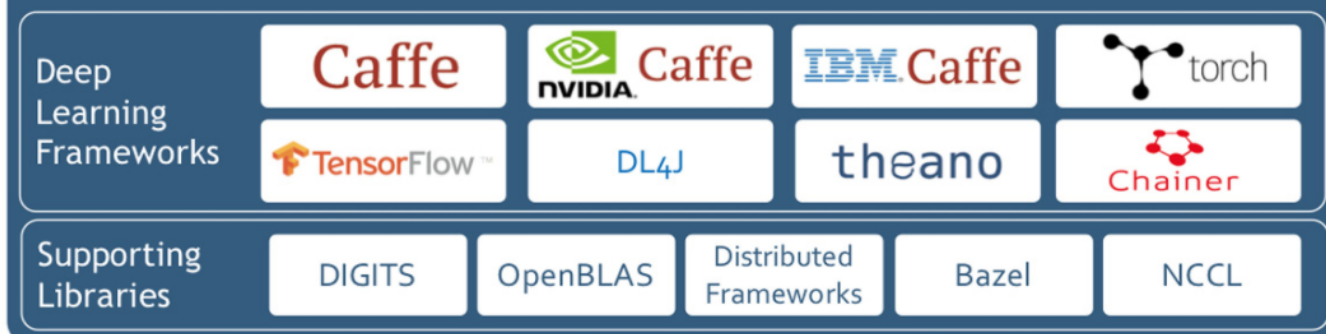 Deep
Learning
Frameworks
Caffe
NVIDIA. Caffe
IBM. Caffe
torch
TensorFlow ™
DL4J
theano
Chainer
Supporting
Libraries
DIGITS
OpenBLAS
Distributed
Frameworks
Bazel
NCCL